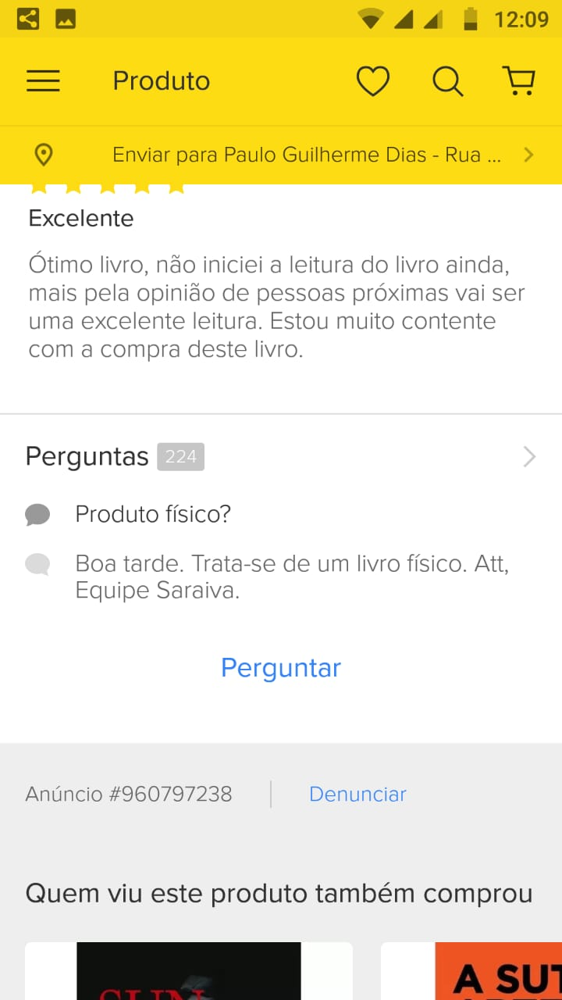 12:09
Produto
Enviar para Paulo Guilherme Dias - Rua ...
Excelente
Ótimo livro, não iniciei a leitura do livro ainda,
mais pela opinião de pessoas próximas vai ser
uma excelente leitura. Estou muito contente
com a compra deste livro.
Perguntas 224
Produto físico?
Boa tarde. Trata-se de um livro físico. Att,
Equipe Saraiva.
Perguntar
Anúncio #960797238
Denunciar
Quem viu este produto também comprou
SUN
A SUT